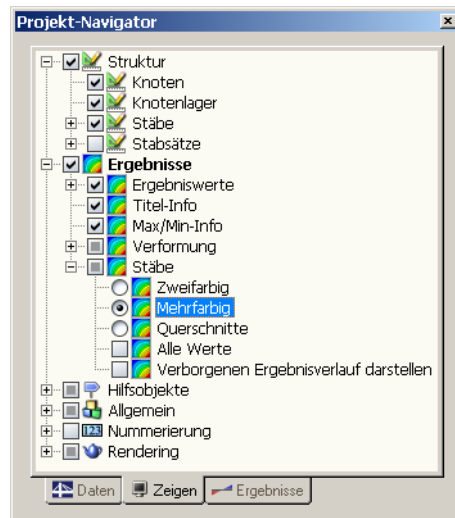 Projekt-Navigator
Struktur
Knoten
Knotenlager
Stäbe
Stabsätze
Ergebnisse
Ergebniswerte
Titel-Info
Max/Min-Info
Verformung
Stäbe
Zweifarbig
Mehrfarbig
Querschnitte
Alle Werte
Verborgenen Ergebnisverlauf darstellen
Hilfsobjekte
Allgemein
123 Nummerierung
Rendering
Daten Zeigen Ergebnisse